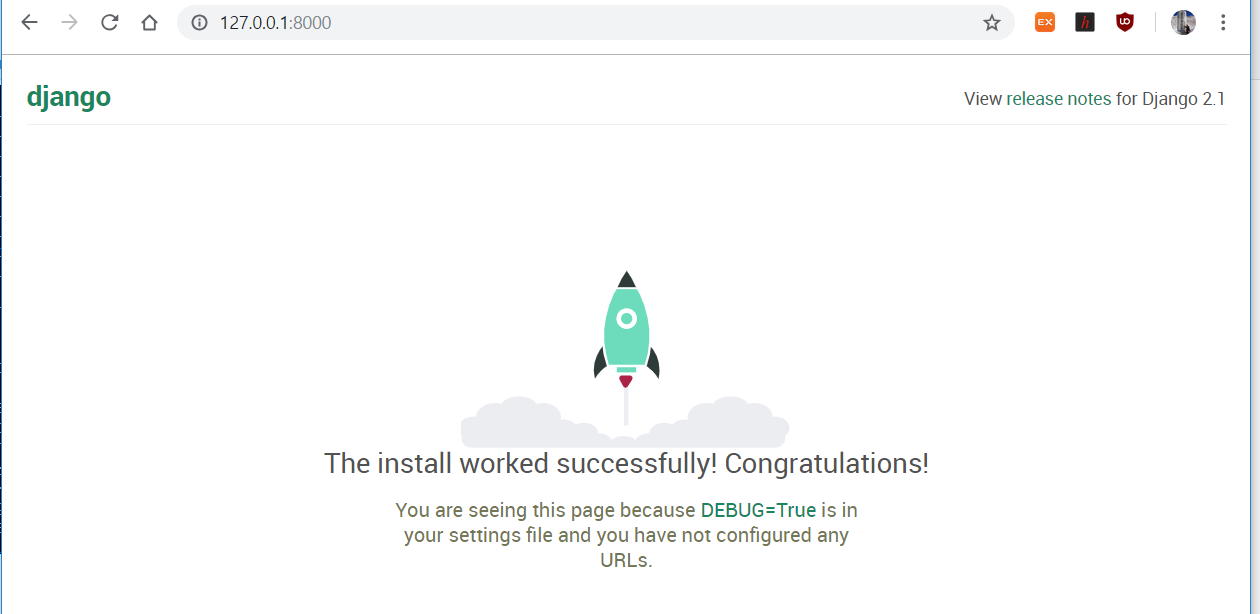 127.0.0.1:8000
EX
h
UD
django
View release notes for Django 2.1
The install worked successfully! Congratulations!
You are seeing this page because DEBUG=True is in
your settings file and you have not configured any
URLs.